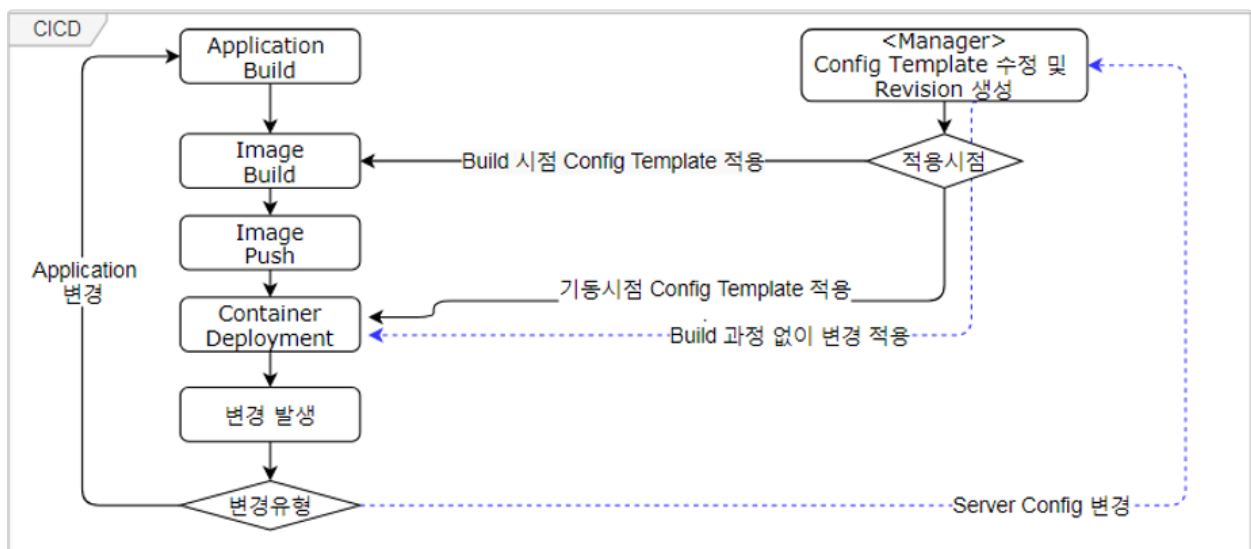 CICD
Application
Build
<Manager>
Config Template 수정 및
Revision 생성
Image
Build
Build 시점 Config Template 적용
적용시점
Image
Push
Application
변경
기동시점 Config Template 적용
Container
Deployment
Build 과정 없이 변경 적용
변경 발생
변경유형
Server Config 변경